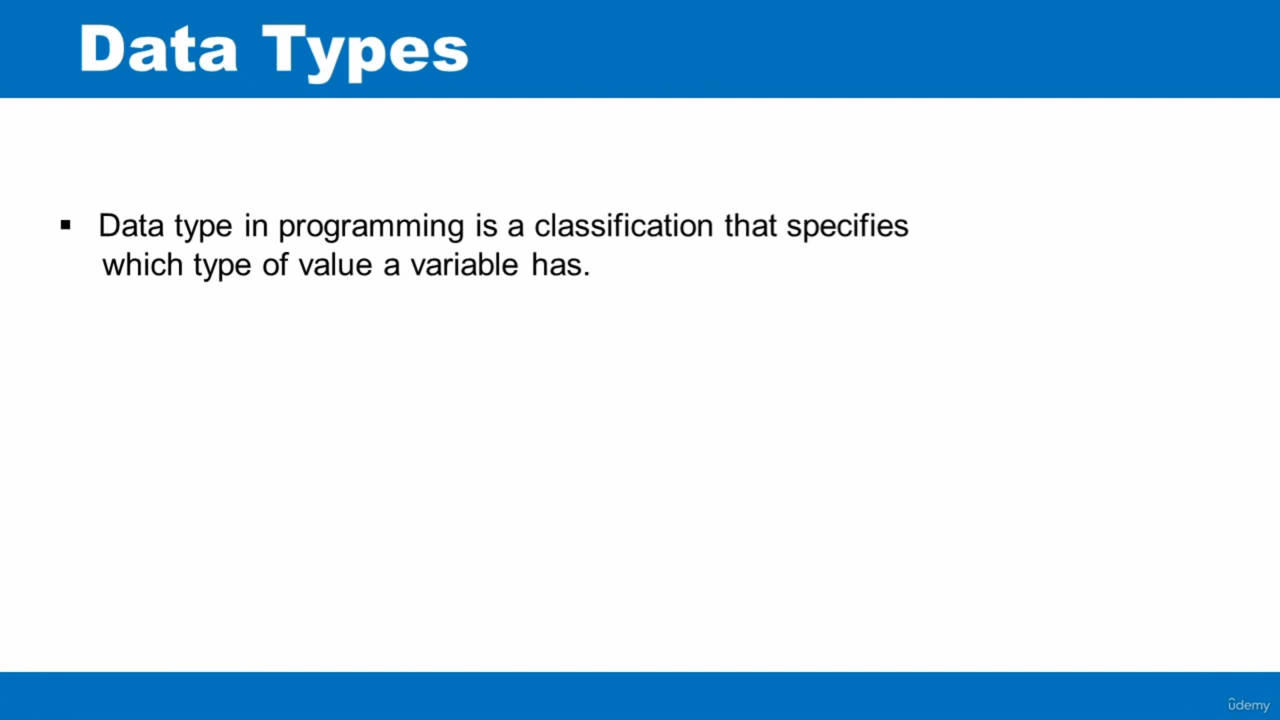 Data Types
▪ Data type in programming is a classification that specifies
which type of value a variable has.
ûdemy